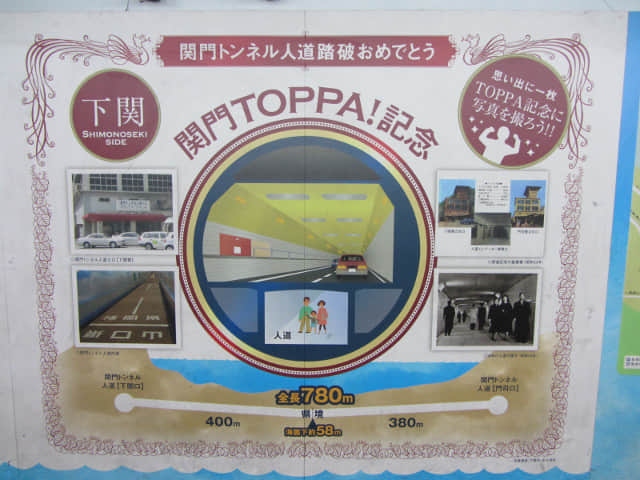 関門トンネル人道踏破おめでとう
下関
SHIMONOSEKI
SIDE
関門TOPPA!記念
思い出に一枚
TOPPA記念に
写真を撮ろう!!
人道
関門トンネル
人道[下関口]
関門トンネル
人道[門司口]
全長780m
県境
400m
380m
海面下約58m